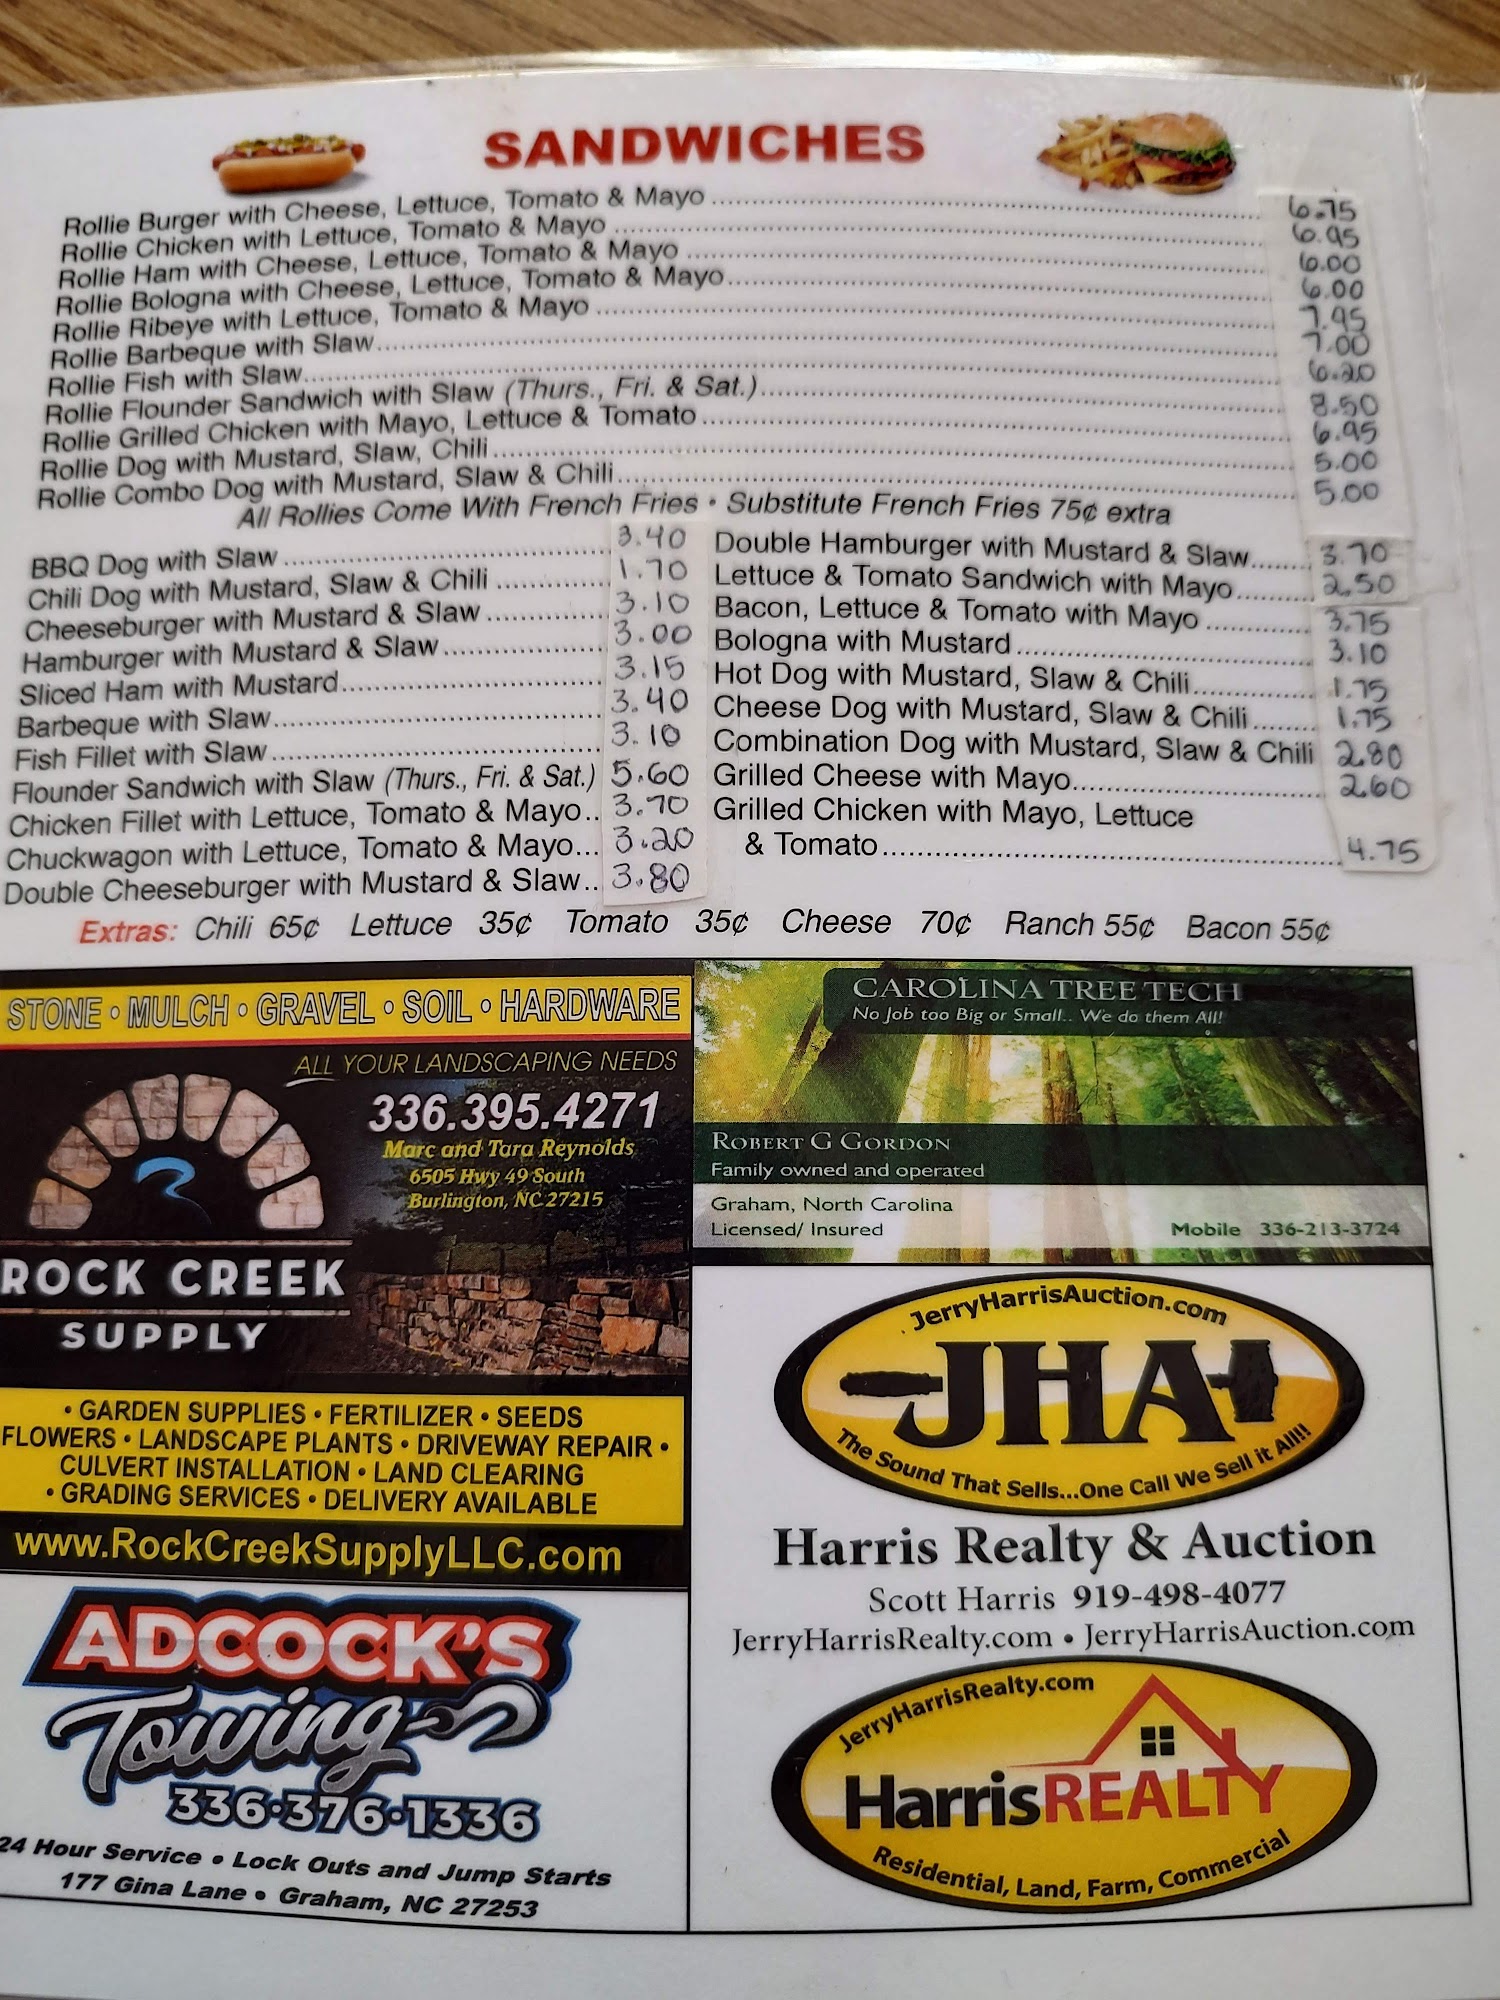 SANDWICHES
Rollie Burger with Cheese, Lettuce, Tomato & Mayo 6.75
Rollie Chicken with Lettuce, Tomato & Mayo 6.95
Rollie Ham with Cheese, Lettuce, Tomato & Mayo 6.00
Rollie Bologna with Cheese, Lettuce, Tomato & Mayo 6.00
Rollie Ribeye with Lettuce, Tomato & Mayo 7.95
Rollie Barbeque with Slaw 7.00
Rollie Fish with Slaw 6.20
Rollie Flounder Sandwich with Slaw (Thurs., Fri. & Sat.) 8.50
Rollie Grilled Chicken with Mayo, Lettuce & Tomato 6.95
Rollie Dog with Mustard, Slaw, Chili 5.00
Rollie Combo Dog with Mustard, Slaw & Chili 5.00
All Rollies Come With French Fries • Substitute French Fries 75¢ extra
BBQ Dog with Slaw 3.40
Chili Dog with Mustard, Slaw & Chili 1.70
Cheeseburger with Mustard & Slaw 3.10
Hamburger with Mustard & Slaw 3.00
Sliced Ham with Mustard 3.15
Barbeque with Slaw 3.40
Fish Fillet with Slaw 3.10
Flounder Sandwich with Slaw (Thurs., Fri. & Sat.) 5.60
Chicken Fillet with Lettuce, Tomato & Mayo 3.70
Chuckwagon with Lettuce, Tomato & Mayo 3.20
Double Cheeseburger with Mustard & Slaw 3.80
Double Hamburger with Mustard & Slaw 3.70
Lettuce & Tomato Sandwich with Mayo 2.50
Bacon, Lettuce & Tomato with Mayo 3.75
Bologna with Mustard 3.10
Hot Dog with Mustard, Slaw & Chili 1.75
Cheese Dog with Mustard, Slaw & Chili 1.75
Combination Dog with Mustard, Slaw & Chili 2.80
Grilled Cheese with Mayo 2.60
Grilled Chicken with Mayo, Lettuce
& Tomato 4.75
Extras: Chili 65¢ Lettuce 35¢ Tomato 35¢ Cheese 70¢ Ranch 55¢ Bacon 55¢
STONE • MULCH • GRAVEL • SOIL • HARDWARE
ALL YOUR LANDSCAPING NEEDS
336.395.4271
Marc and Tara Reynolds
6505 Hwy 49 South
Burlington, NC 27215
ROCK CREEK
SUPPLY
• GARDEN SUPPLIES • FERTILIZER • SEEDS
FLOWERS • LANDSCAPE PLANTS • DRIVEWAY REPAIR •
CULVERT INSTALLATION • LAND CLEARING
• GRADING SERVICES • DELIVERY AVAILABLE
www.RockCreekSupplyLLC.com
ADCOCK'S
Towing
336-376-1336
24 Hour Service • Lock Outs and Jump Starts
177 Gina Lane • Graham, NC 27253
CAROLINA TREE TECH
No Job too Big or Small.. We do them All!
ROBERT G GORDON
Family owned and operated
Graham, North Carolina
Licensed/ Insured Mobile 336-213-3724
JerryHarrisAuction.com
JHA
The Sound That Sells...One Call We Sell it All!!!
Harris Realty & Auction
Scott Harris 919-498-4077
JerryHarrisRealty.com • JerryHarrisAuction.com
JerryHarrisRealty.com
HarrisREALTY
Residential, Land, Farm, Commercial